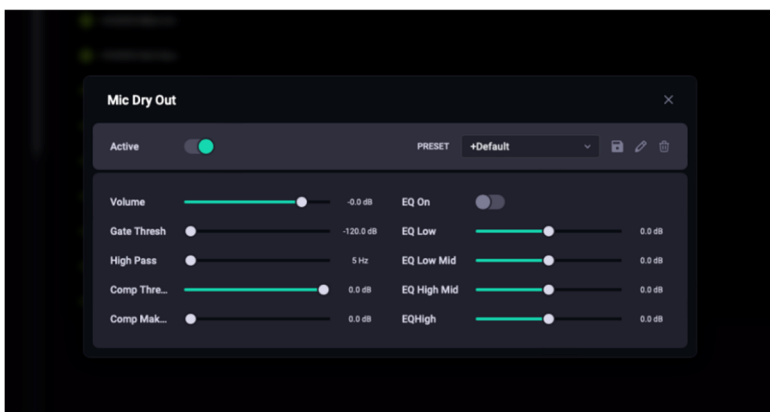 Mic Dry Out
Active PRESET +Default
Volume -0.0 dB EQ On
Gate Thresh -120.0 dB EQ Low 0.0 dB
High Pass 5 Hz EQ Low Mid 0.0 dB
Comp Thre... 0.0 dB EQ High Mid 0.0 dB
Comp Mak... 0.0 dB EQHigh 0.0 dB